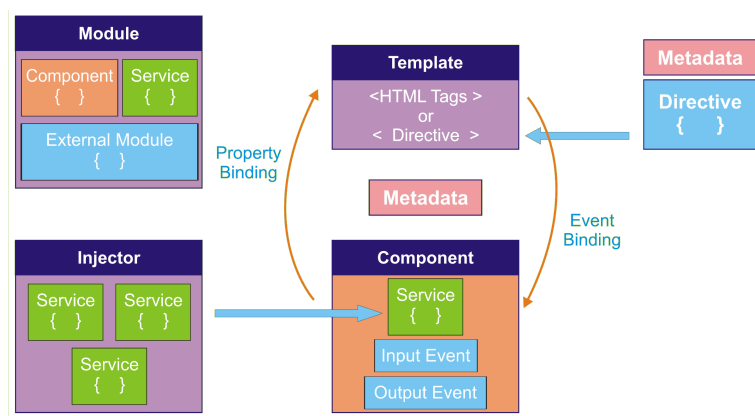 Module
Component
{ }
Service
{ }
External Module
{ }
Template
<HTML Tags >
or
< Directive >
Metadata
Directive
{ }
Property
Binding
Metadata
Event
Binding
Injector
Service
{ }
Service
{ }
Service
{ }
Component
Service
{ }
Input Event
Output Event